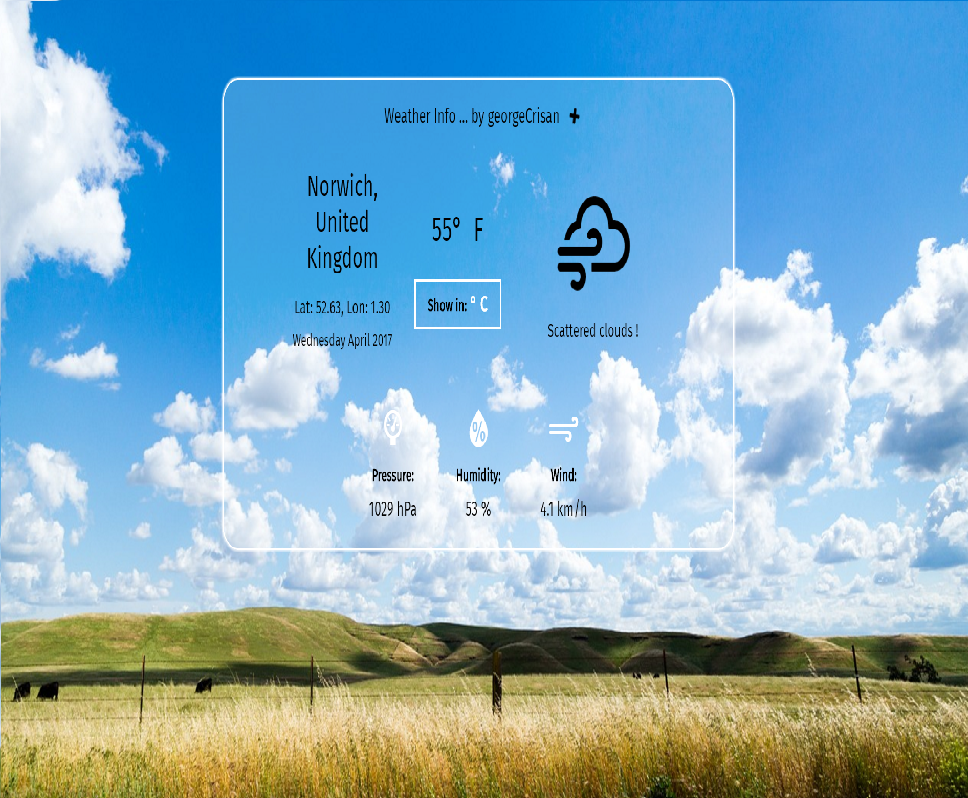 Weather Info ... by georgeCrisan +
Norwich,
United
Kingdom
Lat: 52.63, Lon: 1.30
Wednesday April 2017
55° F
Show in: ° C
Scattered clouds !
%
Pressure:
1029 hPa
Humidity:
53 %
Wind:
4.1 km/h